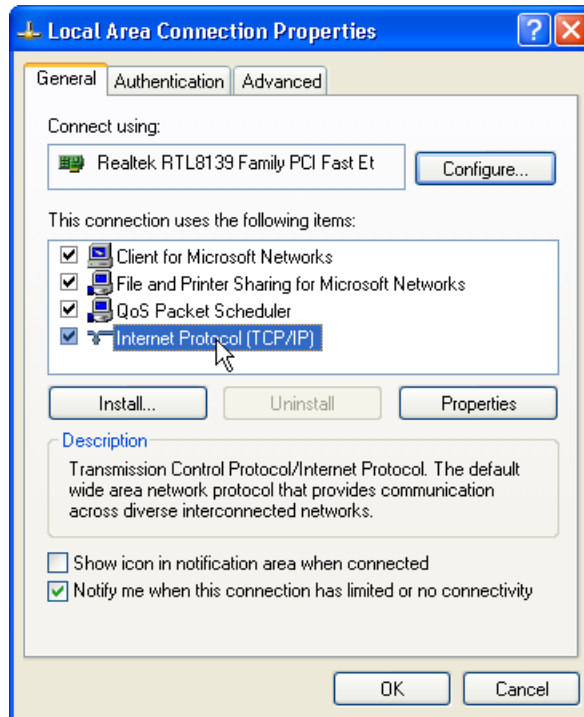 Local Area Connection Properties
General Authentication Advanced
Connect using:
Realtek RTL8139 Family PCI Fast Et Configure...
This connection uses the following items:
Client for Microsoft Networks
File and Printer Sharing for Microsoft Networks
QoS Packet Scheduler
Internet Protocol (TCP/IP)
Install... Uninstall Properties
Description
Transmission Control Protocol/Internet Protocol. The default
wide area network protocol that provides communication
across diverse interconnected networks.
Show icon in notification area when connected
Notify me when this connection has limited or no connectivity
OK Cancel